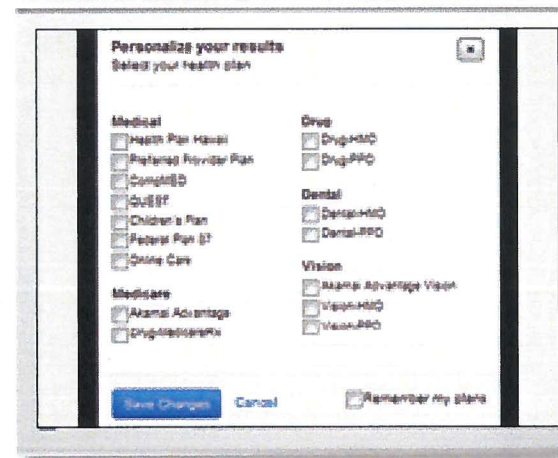 Personalize your results
Select your health plan
Medical
Health Plan Hawaii
Preferred Provider Plan
CompMED
QUEST
Children's Plan
Federal Plan 87
Online Care
Medicare
Akamai Advantage
Drug
Drug-HMO
Drug-PPO
Dental
Dental-HMO
Dental-PPO
Vision
Akamai Advantage Vision
Vision-HMO
Vision-PPO
Save Changes
Cancel
Remember my plans